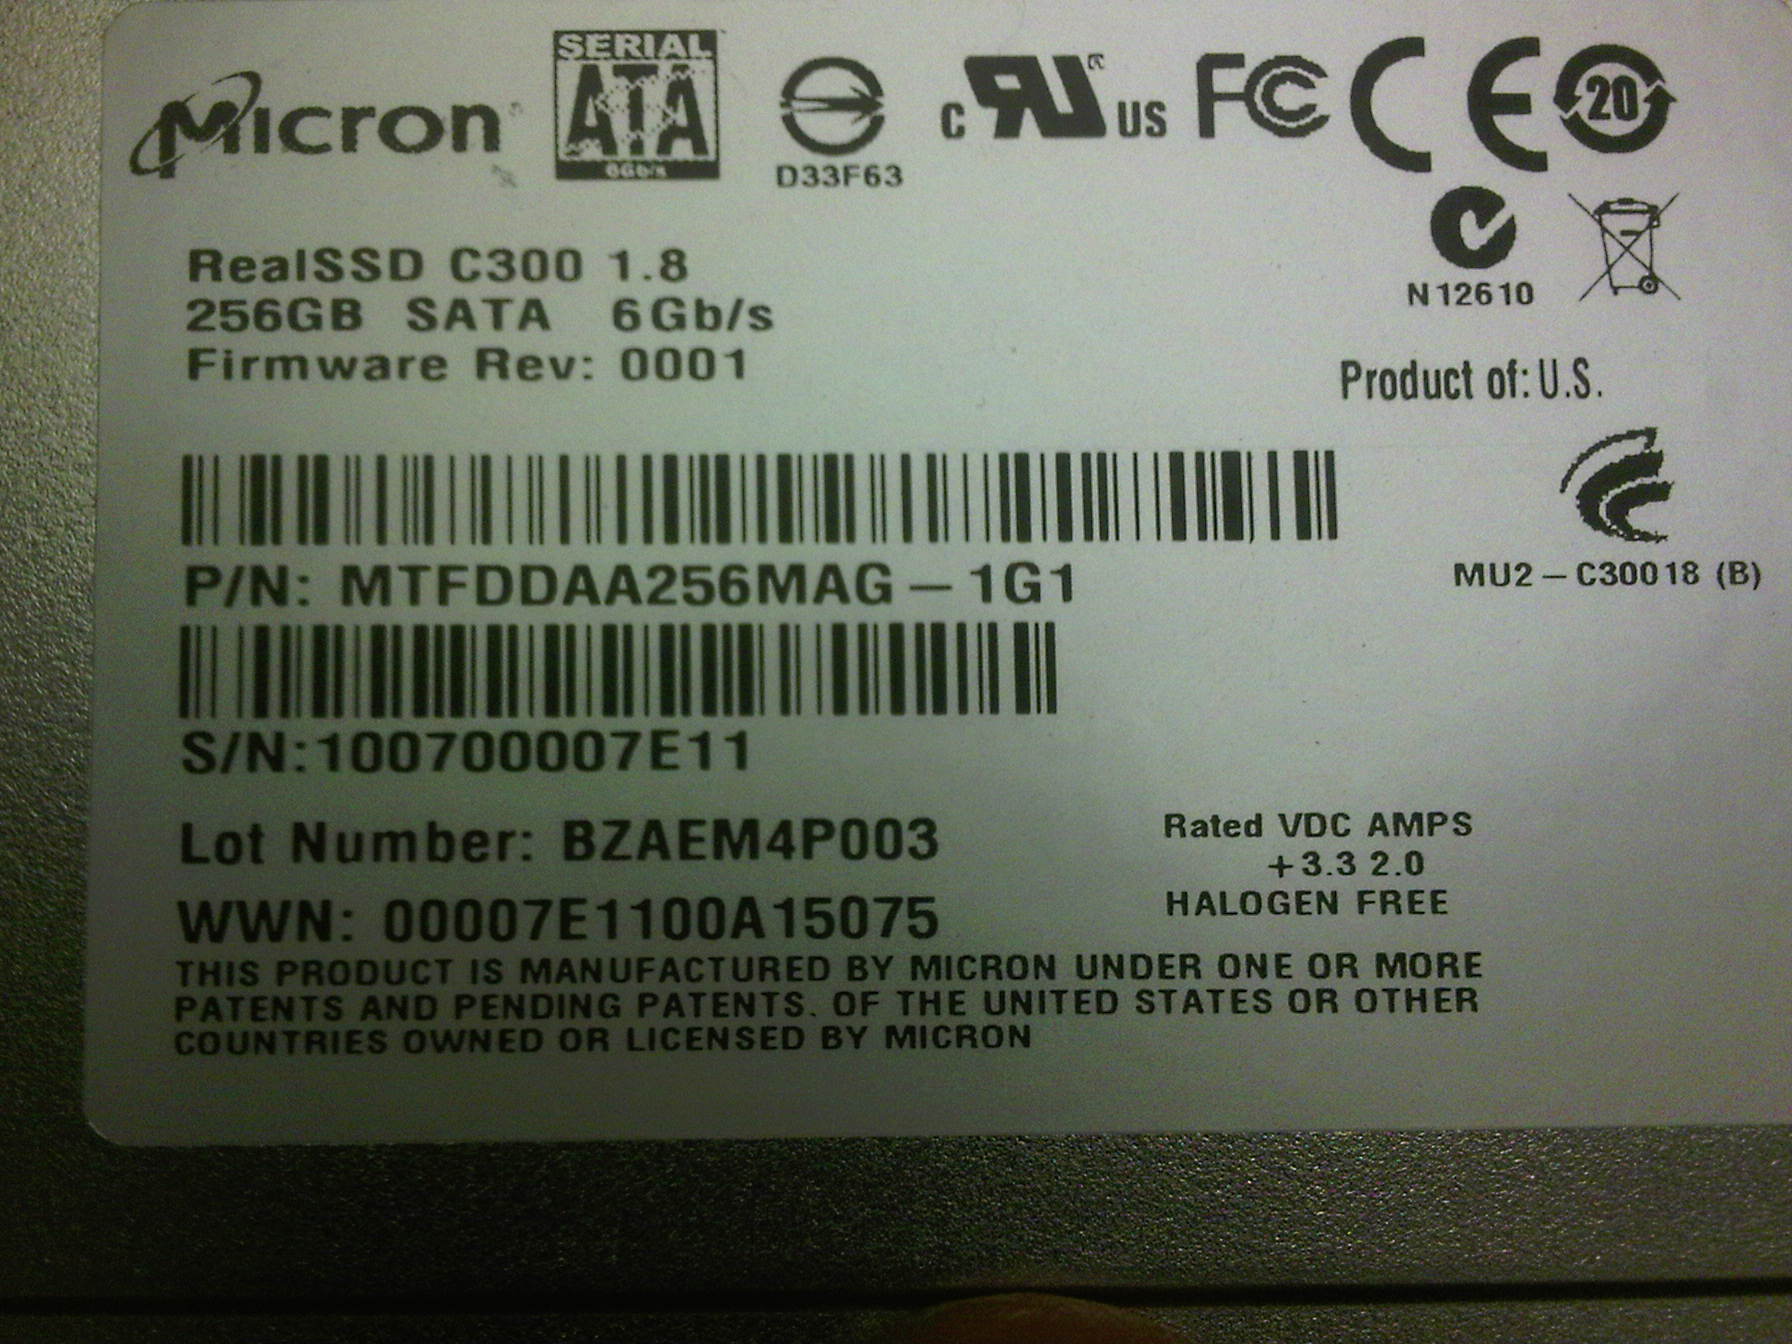 Micron
SERIAL
ATA
6Gb/s
D33F63
c RU US
FC CE 20
N12610
RealSSD C300 1.8
256GB SATA 6Gb/s
Firmware Rev: 0001
Product of: U.S.
P/N: MTFDDAA256MAG-1G1
MU2-C30018 (B)
S/N:100700007E11
Lot Number: BZAEM4P003
Rated VDC AMPS
+3.3 2.0
HALOGEN FREE
WWN: 00007E1100A15075
THIS PRODUCT IS MANUFACTURED BY MICRON UNDER ONE OR MORE
PATENTS AND PENDING PATENTS. OF THE UNITED STATES OR OTHER
COUNTRIES OWNED OR LICENSED BY MICRON